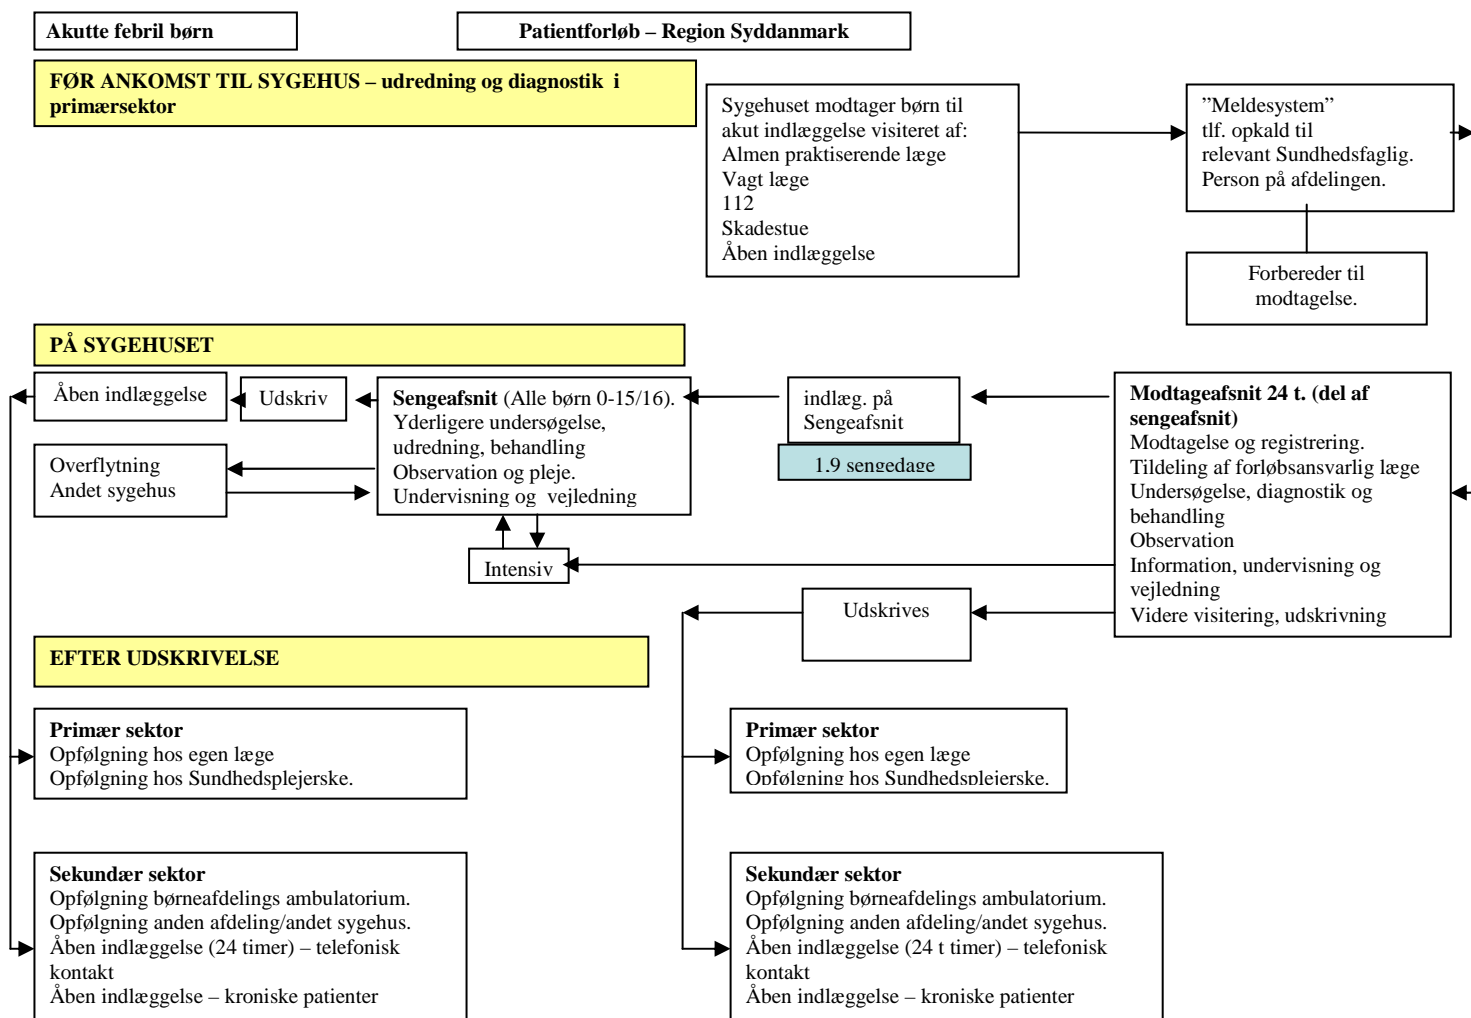 Akutte febril børn
Patientforløb – Region Syddanmark
FØR ANKOMST TIL SYGEHUS – udredning og diagnostik i
primærsektor
Sygehuset modtager børn til
akut indlæggelse visiteret af:
Almen praktiserende læge
Vagt læge
112
Skadestue
Åben indlæggelse
”Meldesystem”
tlf. opkald til
relevant Sundhedsfaglig.
Person på afdelingen.
Forbereder til
modtagelse.
PÅ SYGEHUSET
Åben indlæggelse
Udskriv
Sengeafsnit (Alle børn 0-15/16).
Yderligere undersøgelse,
udredning, behandling
Observation og pleje.
Undervisning og vejledning
indlæg. på
Sengeafsnit
1.9 sengedage
Modtageafsnit 24 t. (del af
sengeafsnit)
Modtagelse og registrering.
Tildeling af forløbsansvarlig læge
Undersøgelse, diagnostik og
behandling
Observation
Information, undervisning og
vejledning
Videre visitering, udskrivning
Overflytning
Andet sygehus
Intensiv
Udskrives
EFTER UDSKRIVELSE
Primær sektor
Opfølgning hos egen læge
Opfølgning hos Sundhedsplejerske.
Primær sektor
Opfølgning hos egen læge
Opfølgning hos Sundhedsplejerske.
Sekundær sektor
Opfølgning børneafdelings ambulatorium.
Opfølgning anden afdeling/andet sygehus.
Åben indlæggelse (24 timer) – telefonisk
kontakt
Åben indlæggelse – kroniske patienter
Sekundær sektor
Opfølgning børneafdelings ambulatorium.
Opfølgning anden afdeling/andet sygehus.
Åben indlæggelse (24 t timer) – telefonisk
kontakt
Åben indlæggelse – kroniske patienter